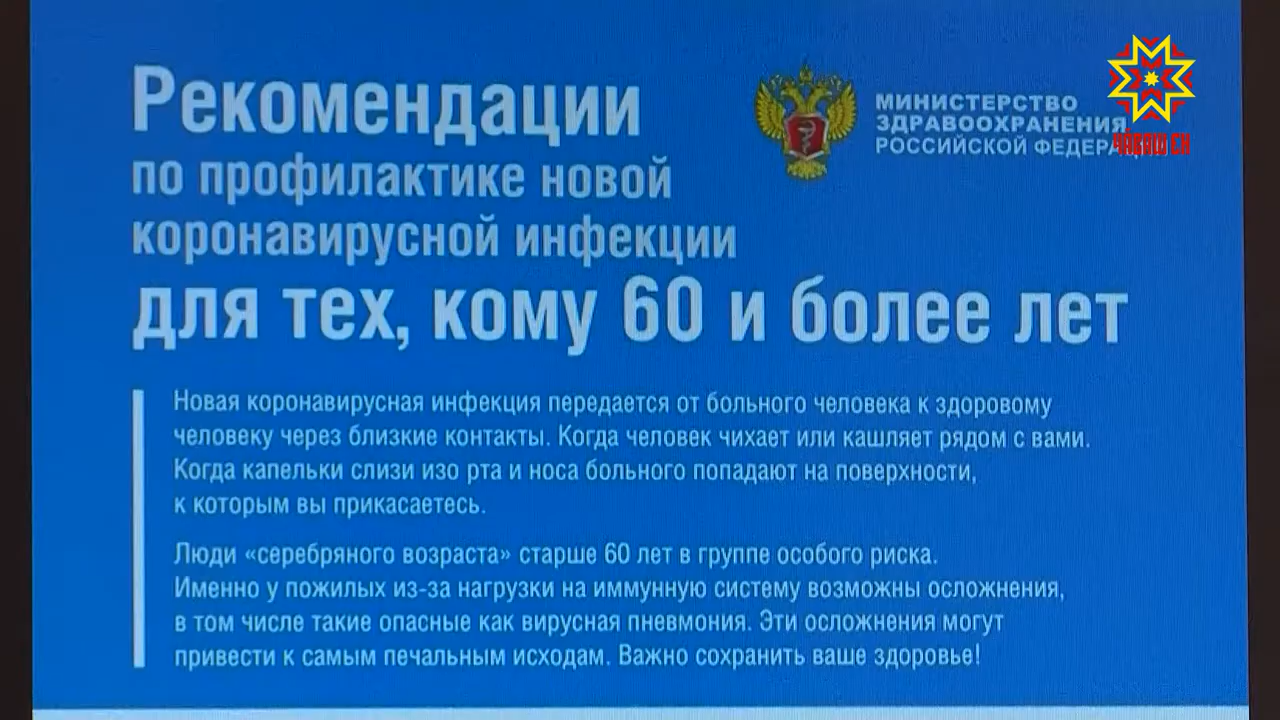 Рекомендации
по профилактике новой
коронавирусной инфекции
для тех, кому 60 и более лет
МИНИСТЕРСТВО
ЗДРАВООХРАНЕНИЯ
РОССИЙСКОЙ
ЧӐВАШ ЕН
Новая коронавирусная инфекция передается от больного человека к здоровому
человеку через близкие контакты. Когда человек чихает или кашляет рядом с вами.
Когда капельки слизи изо рта и носа больного попадают на поверхности,
к которым вы прикасаетесь.
Люди «серебряного возраста» старше 60 лет в группе особого риска.
Именно у пожилых из-за нагрузки на иммунную систему возможны осложнения,
в том числе такие опасные как вирусная пневмония. Эти осложнения могут
привести к самым печальным исходам. Важно сохранить ваше здоровье!